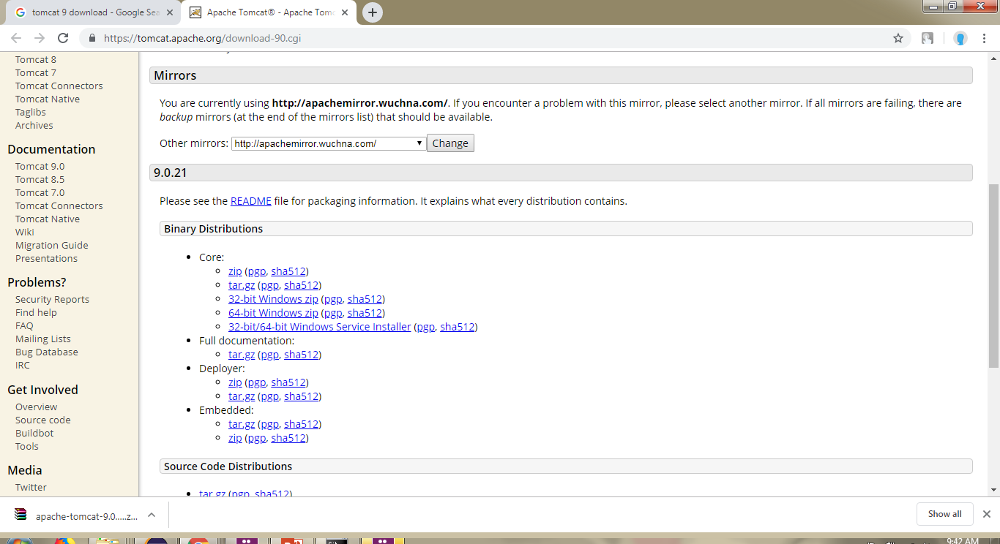 tomcat 9 download - Google Sea
Apache Tomcat® - Apache Tomc
https://tomcat.apache.org/download-90.cgi
Tomcat 8
Tomcat 7
Tomcat Connectors
Tomcat Native
Taglibs
Archives
Documentation
Tomcat 9.0
Tomcat 8.5
Tomcat 7.0
Tomcat Connectors
Tomcat Native
Wiki
Migration Guide
Presentations
Problems?
Security Reports
Find help
FAQ
Mailing Lists
Bug Database
IRC
Get Involved
Overview
Source code
Buildbot
Tools
Media
Twitter
Mirrors
You are currently using http://apachemirror.wuchna.com/. If you encounter a problem with this mirror, please select another mirror. If all mirrors are failing, there are
backup mirrors (at the end of the mirrors list) that should be available.
Other mirrors: http://apachemirror.wuchna.com/ Change
9.0.21
Please see the README file for packaging information. It explains what every distribution contains.
Binary Distributions
Core:
zip (pgp, sha512)
tar.gz (pgp, sha512)
32-bit Windows zip (pgp, sha512)
64-bit Windows zip (pgp, sha512)
32-bit/64-bit Windows Service Installer (pgp, sha512)
Full documentation:
tar.gz (pgp, sha512)
Deployer:
zip (pgp, sha512)
tar.gz (pgp, sha512)
Embedded:
tar.gz (pgp, sha512)
zip (pgp, sha512)
Source Code Distributions
tar.gz (pgp, sha512)
apache-tomcat-9.0.....z...
Show all
9:42 AM